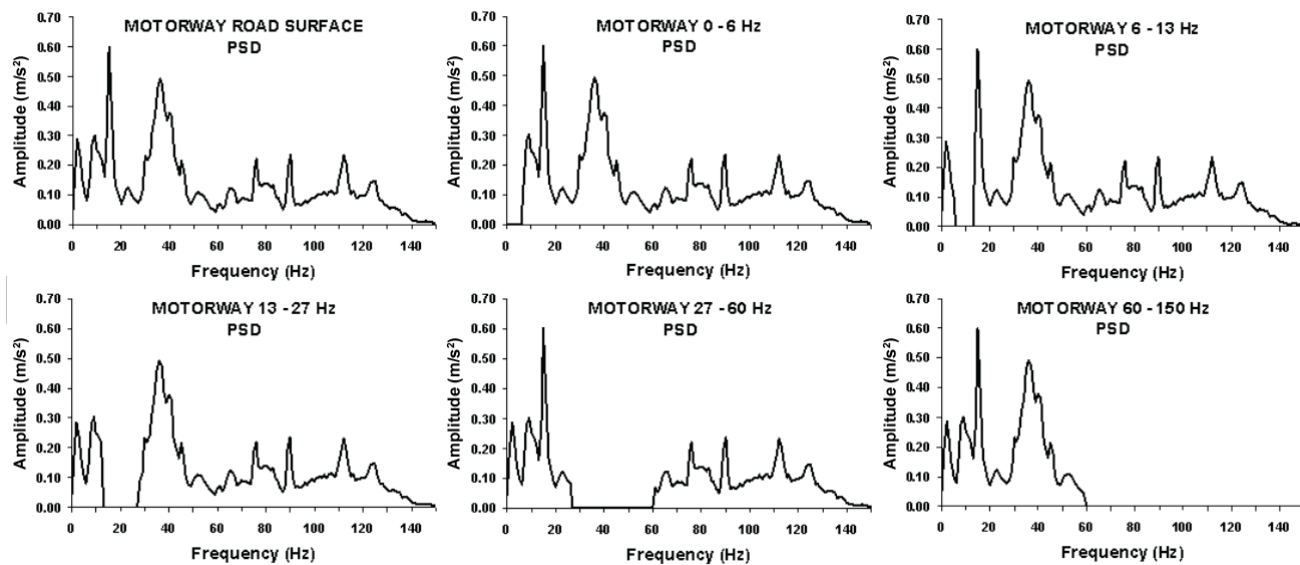 MOTORWAY ROAD SURFACE
PSD
Amplitude (m/s²)
0.70
0.60
0.50
0.40
0.30
0.20
0.10
0.00
0 20 40 60 80 100 120 140
Frequency (Hz)
MOTORWAY 0 - 6 Hz
PSD
Amplitude (m/s²)
0.70
0.60
0.50
0.40
0.30
0.20
0.10
0.00
0 20 40 60 80 100 120 140
Frequency (Hz)
MOTORWAY 6 - 13 Hz
PSD
Amplitude (m/s²)
0.70
0.60
0.50
0.40
0.30
0.20
0.10
0.00
0 20 40 60 80 100 120 140
Frequency (Hz)
MOTORWAY 13 - 27 Hz
PSD
Amplitude (m/s²)
0.70
0.60
0.50
0.40
0.30
0.20
0.10
0.00
0 20 40 60 80 100 120 140
Frequency (Hz)
MOTORWAY 27 - 60 Hz
PSD
Amplitude (m/s²)
0.70
0.60
0.50
0.40
0.30
0.20
0.10
0.00
0 20 40 60 80 100 120 140
Frequency (Hz)
MOTORWAY 60 - 150 Hz
PSD
Amplitude (m/s²)
0.70
0.60
0.50
0.40
0.30
0.20
0.10
0.00
0 20 40 60 80 100 120 140
Frequency (Hz)